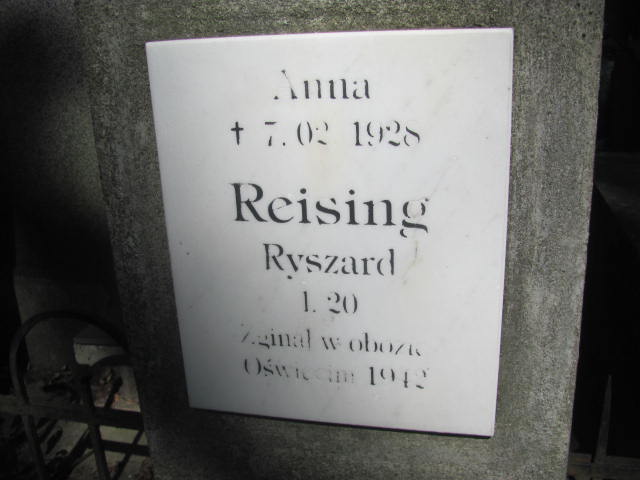 Anna
✝ 7.02 1928
Reising
Ryszard
l. 20
Zginął w obozie
Oświęcim 1942